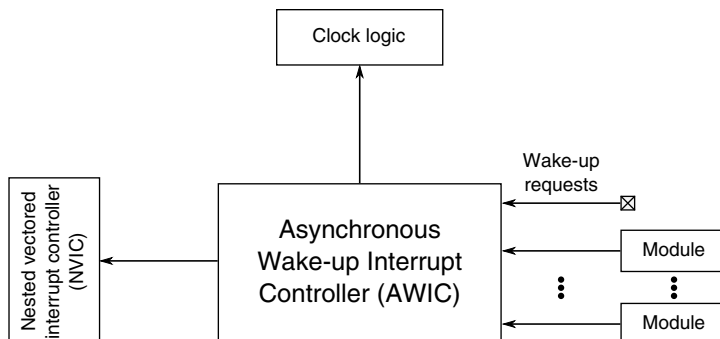 Clock logic
Wake-up
requests
Nested vectored
interrupt controller
(NVIC)
Asynchronous
Wake-up Interrupt
Controller (AWIC)
Module
Module